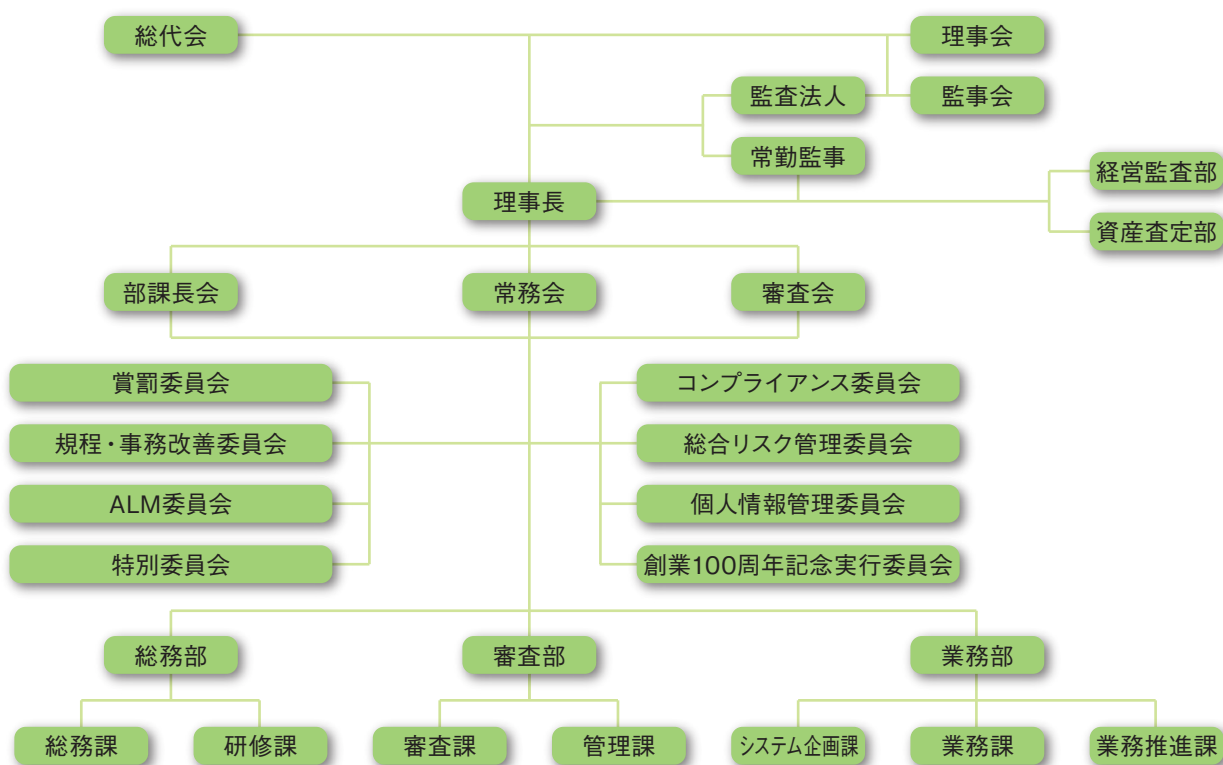 総代会
理事会
監査法人
監事会
常勤監事
経営監査部
理事長
資産査定部
部課長会
常務会
審査会
賞罰委員会
コンプライアンス委員会
規程・事務改善委員会
総合リスク管理委員会
ALM委員会
個人情報管理委員会
特別委員会
創業100周年記念実行委員会
総務部
審査部
業務部
総務課
研修課
審査課
管理課
システム企画課
業務課
業務推進課